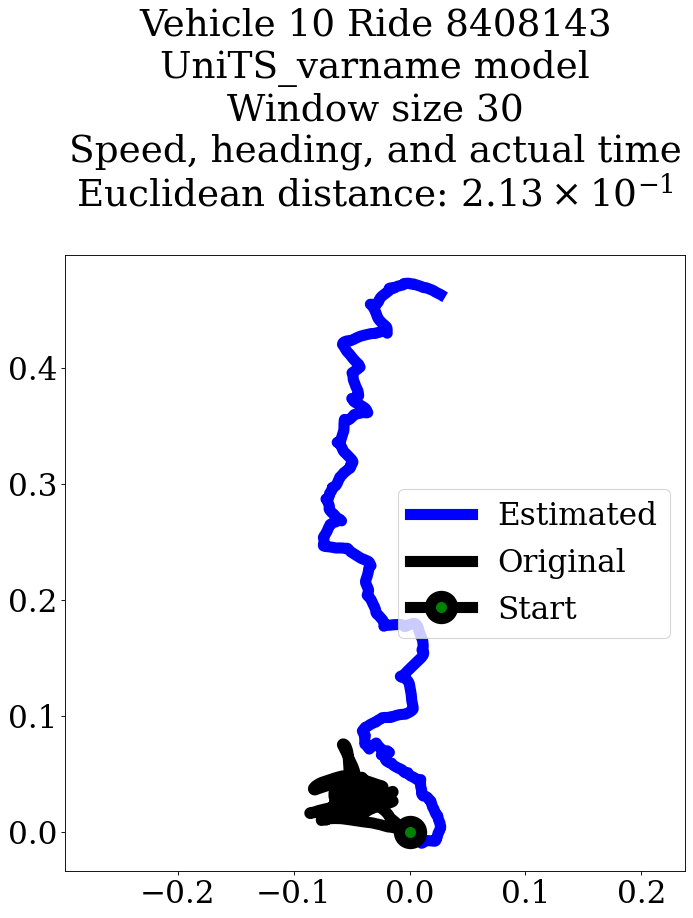 Vehicle 10 Ride 8408143
UniTS_varname model
Window size 30
Speed, heading, and actual time
Euclidean distance: $2.13 × 10^{-1}$
0.4
0.3
0.2
0.1
0.0
Estimated
Original
Start
−0.2 −0.1 0.0 0.1 0.2